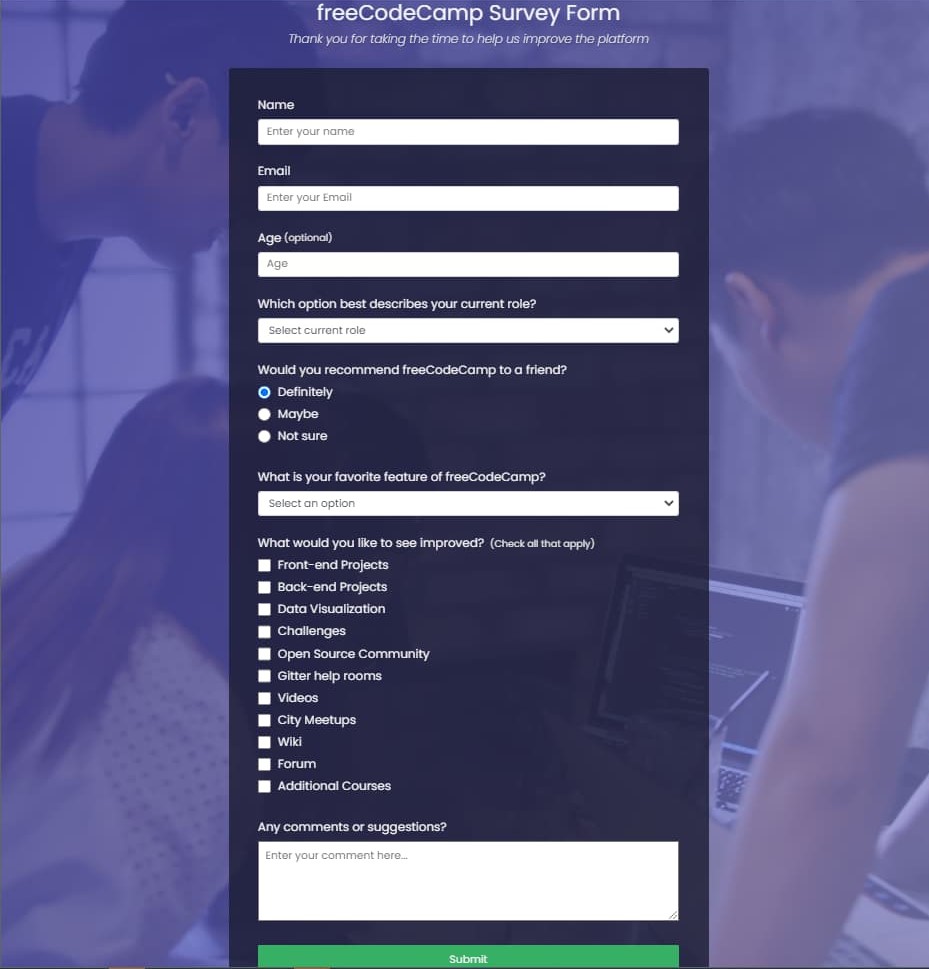 freeCodeCamp Survey Form
Thank you for taking the time to help us improve the platform
Name
Enter your name
Email
Enter your Email
Age (optional)
Age
Which option best describes your current role?
Select current role
Would you recommend freeCodeCamp to a friend?
Definitely
Maybe
Not sure
What is your favorite feature of freeCodeCamp?
Select an option
What would you like to see improved? (Check all that apply)
Front-end Projects
Back-end Projects
Data Visualization
Challenges
Open Source Community
Gitter help rooms
Videos
City Meetups
Wiki
Forum
Additional Courses
Any comments or suggestions?
Enter your comment here...
Submit